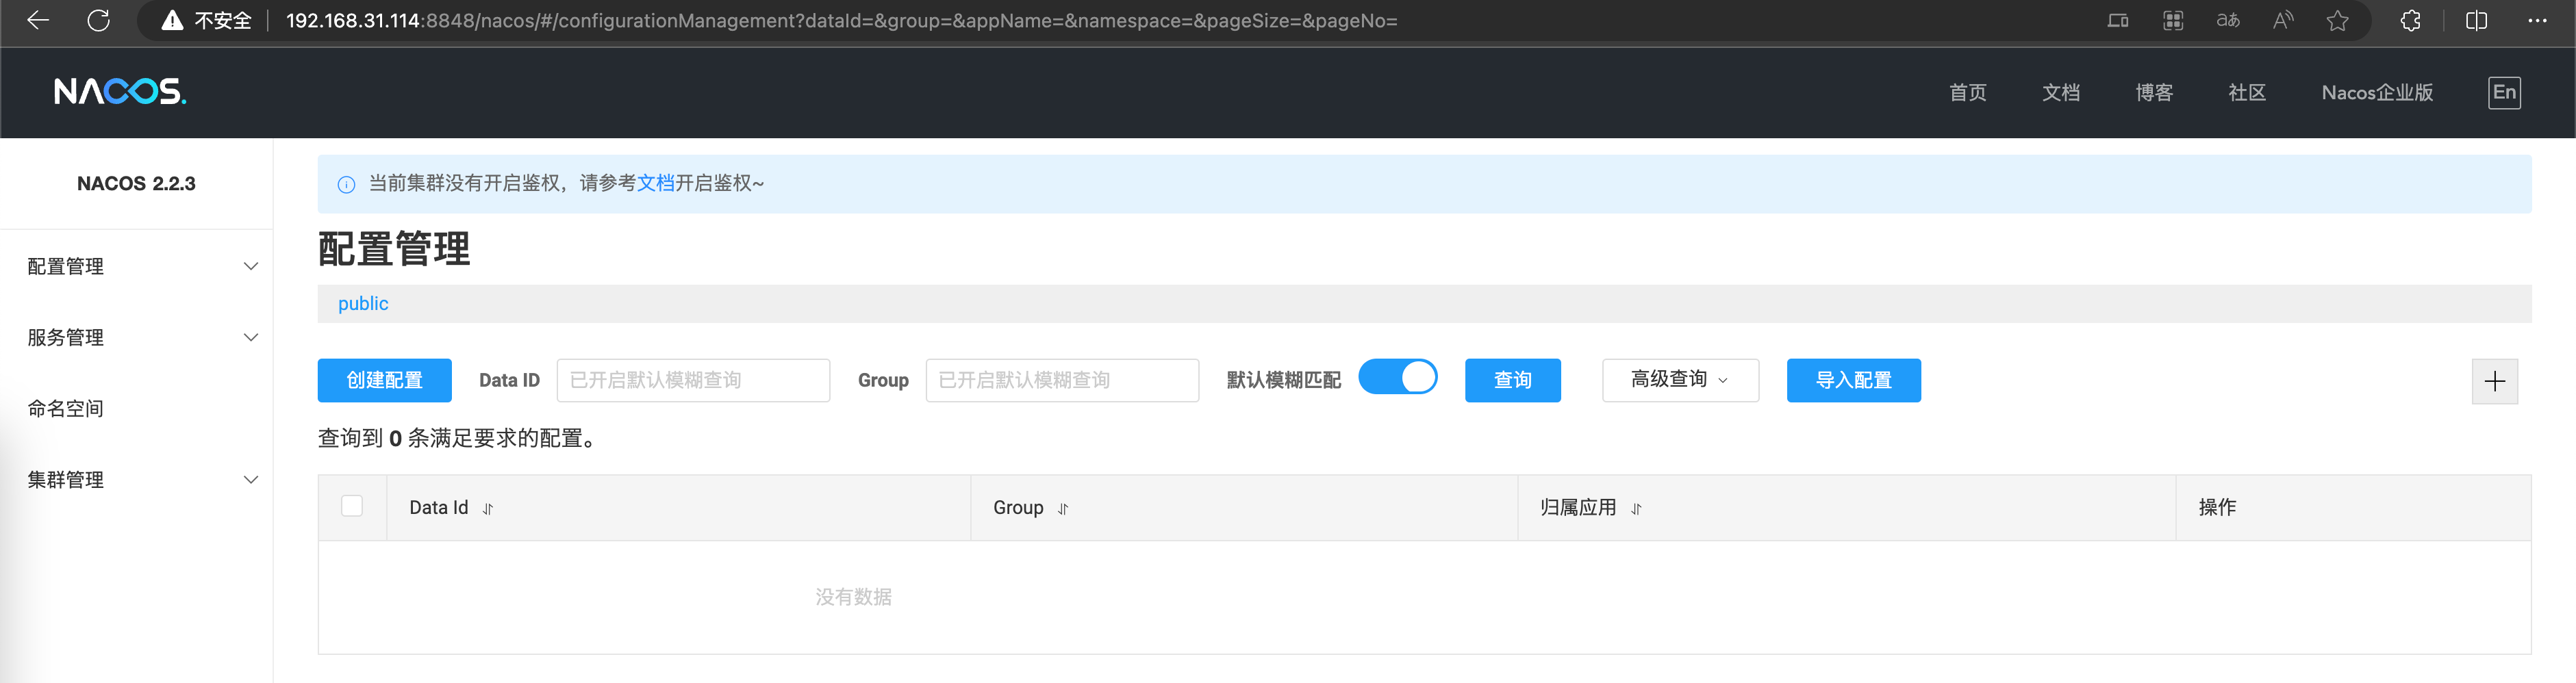 不安全 192.168.31.114:8848/nacos/#/configurationManagement?dataId=&group=&appName=&namespace=&pageSize=&pageNo=
NACOS.
首页 文档 博客 社区 Nacos企业版 En
NACOS 2.2.3
配置管理
服务管理
命名空间
集群管理
当前集群没有开启鉴权，请参考文档开启鉴权~
配置管理
public
创建配置 Data ID 已开启默认模糊查询 Group 已开启默认模糊查询 默认模糊匹配 查询 高级查询 导入配置
查询到 0 条满足要求的配置。
Data Id Group 归属应用 操作
没有数据